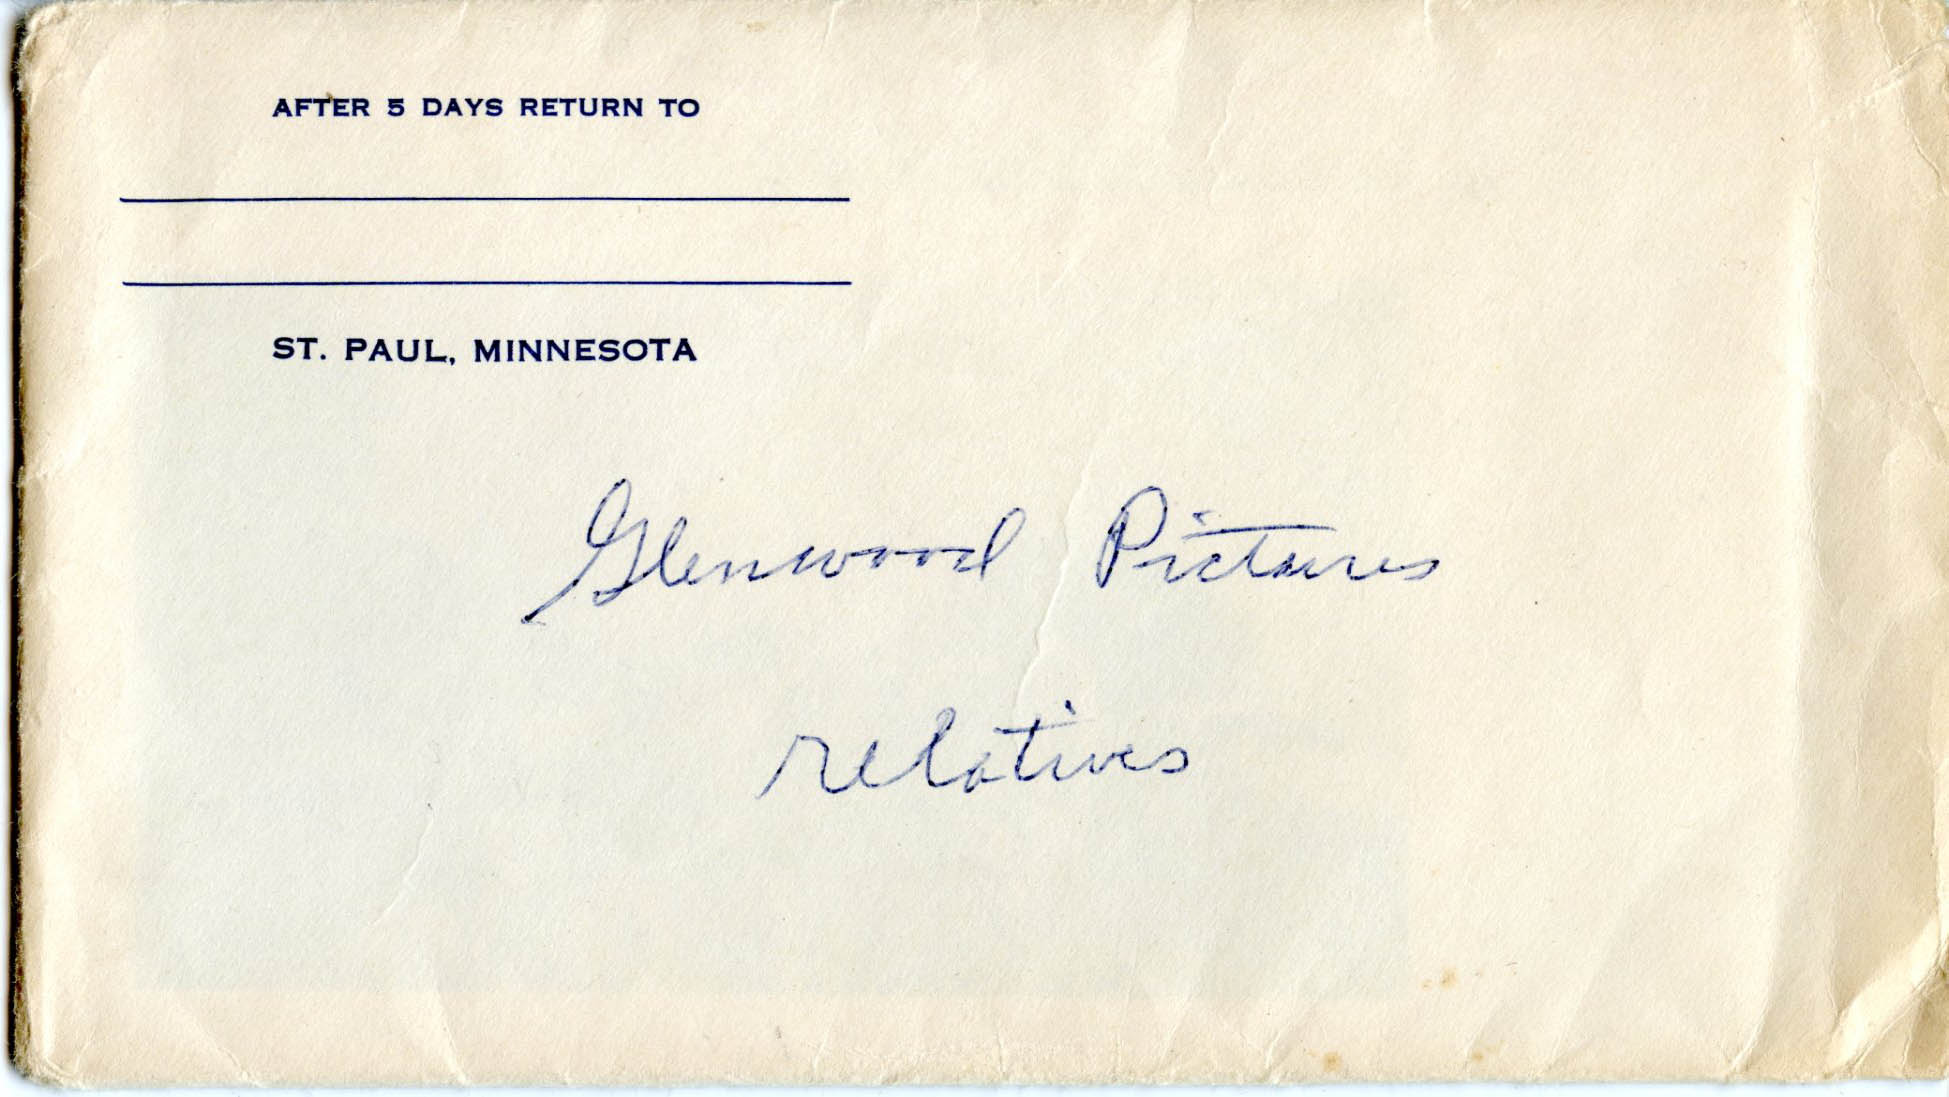 AFTER 5 DAYS RETURN TO
ST. PAUL, MINNESOTA
Glenwood Pictures
relatives